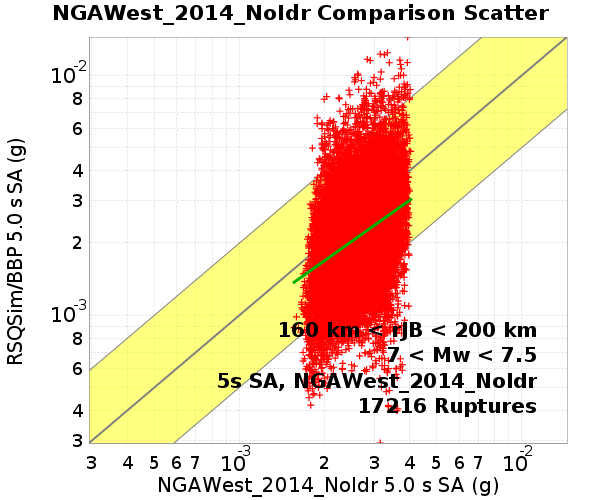 NGAWest_2014_NoIdr Comparison Scatter
RSQSim/BBP 5.0 s SA (g)
10-2
8
6
4
3
2
10-3
8
6
4
3
160 km < rJB < 200 km
7 < Mw < 7.5
5s SA, NGAWest_2014_NoIdr
17216 Ruptures
3 4 5 6 7 10-3 2 3 4 5 6 7 10-2
NGAWest_2014_NoIdr 5.0 s SA (g)